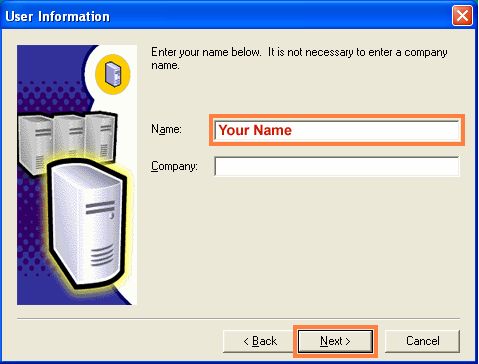 User Information
Enter your name below.  It is not necessary to enter a company
name.
Name:
Your Name
Company:
< Back
Next >
Cancel